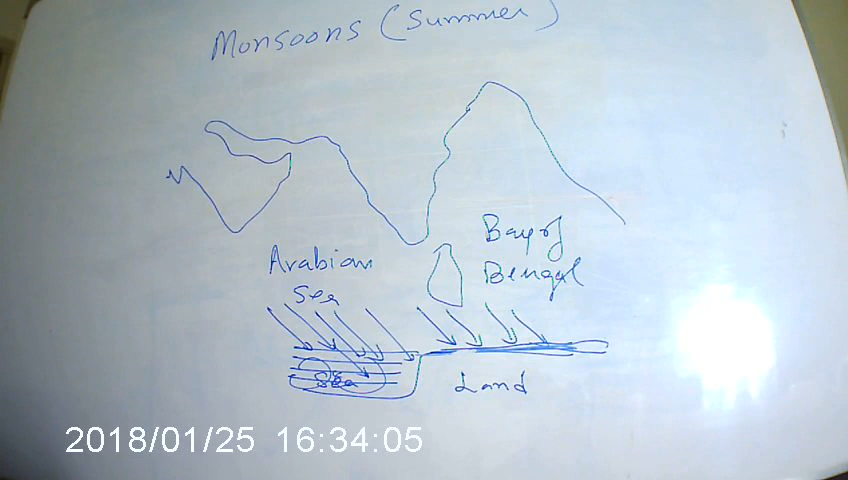 Monsoons (Summer)
Arabian
Sea
Bay of
Bengal
Sea
Land
2018/01/25 16:34:05